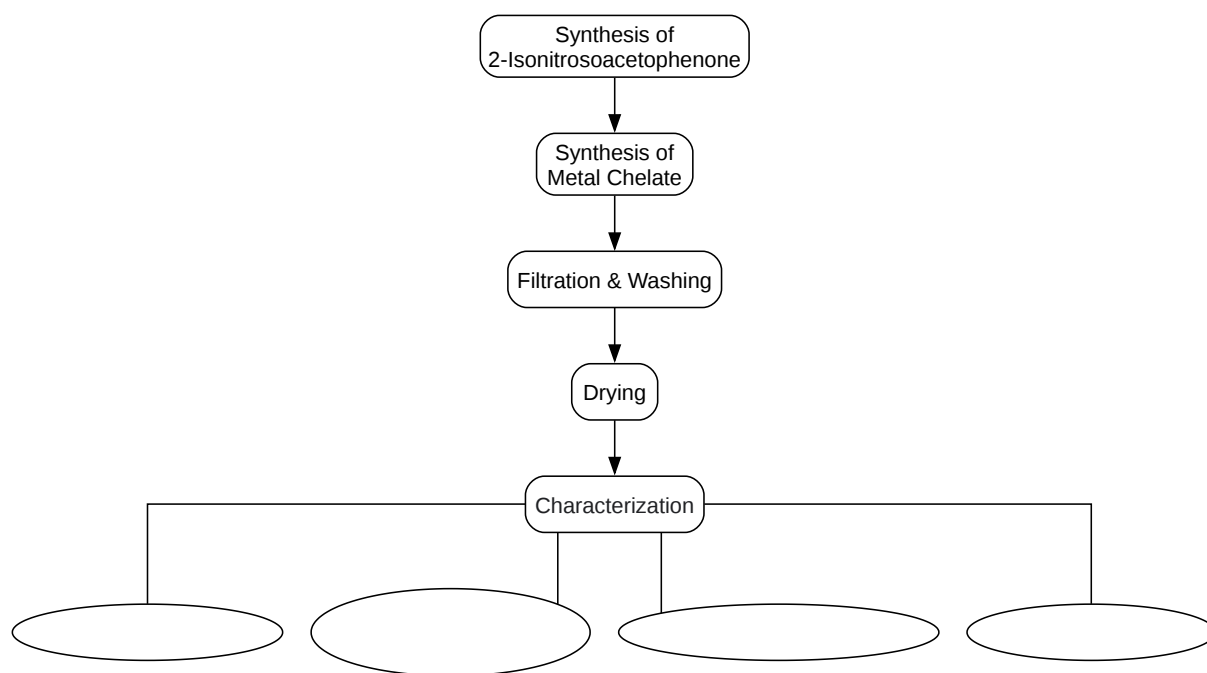 Synthesis of
2-Isonitrosoacetophenone
Synthesis of
Metal Chelate
Filtration & Washing
Drying
Characterization